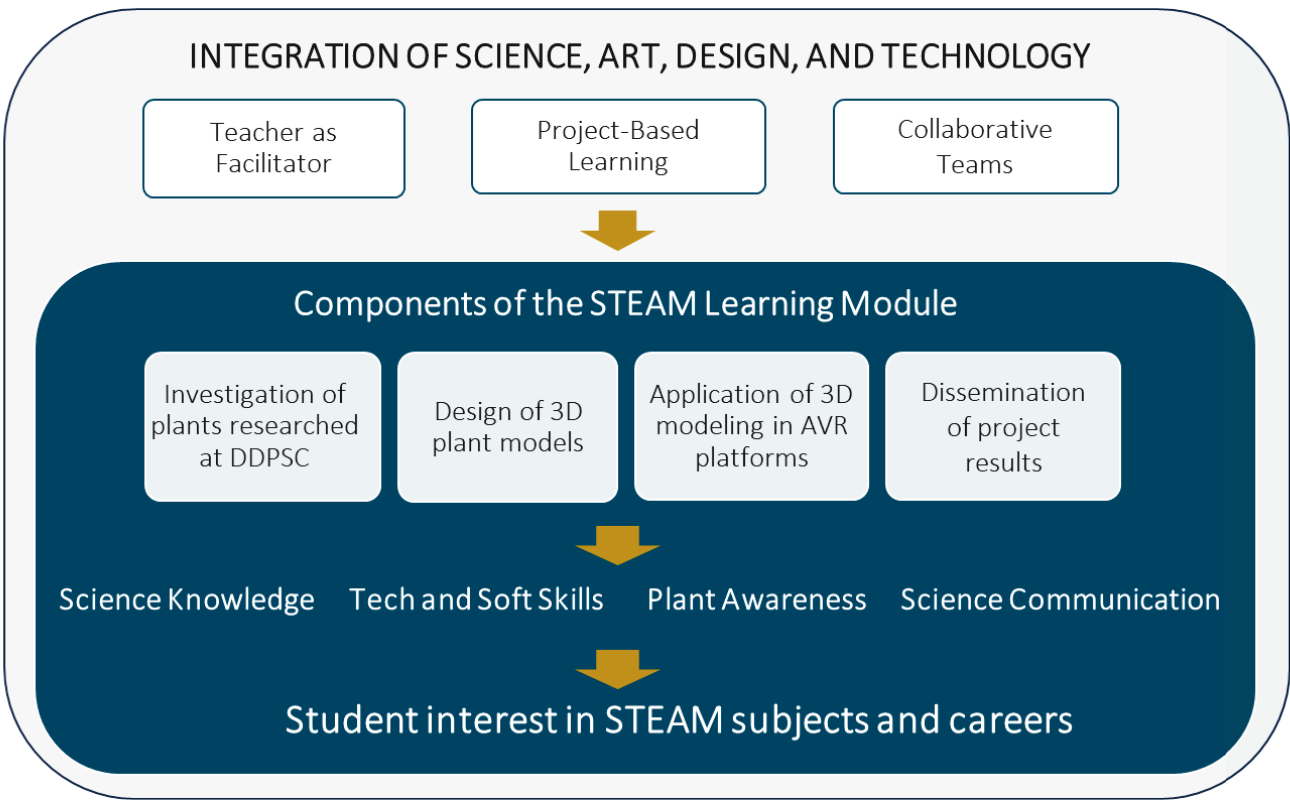 INTEGRATION OF SCIENCE, ART, DESIGN, AND TECHNOLOGY
Teacher as
Facilitator
Project-Based
Learning
Collaborative
Teams
Components of the STEAM Learning Module
Investigation of
plants researched
at DDPSC
Design of 3D
plant models
Application of 3D
modeling in AVR
platforms
Dissemination
of project
results
Science Knowledge
Tech and Soft Skills
Plant Awareness
Science Communication
Student interest in STEAM subjects and careers